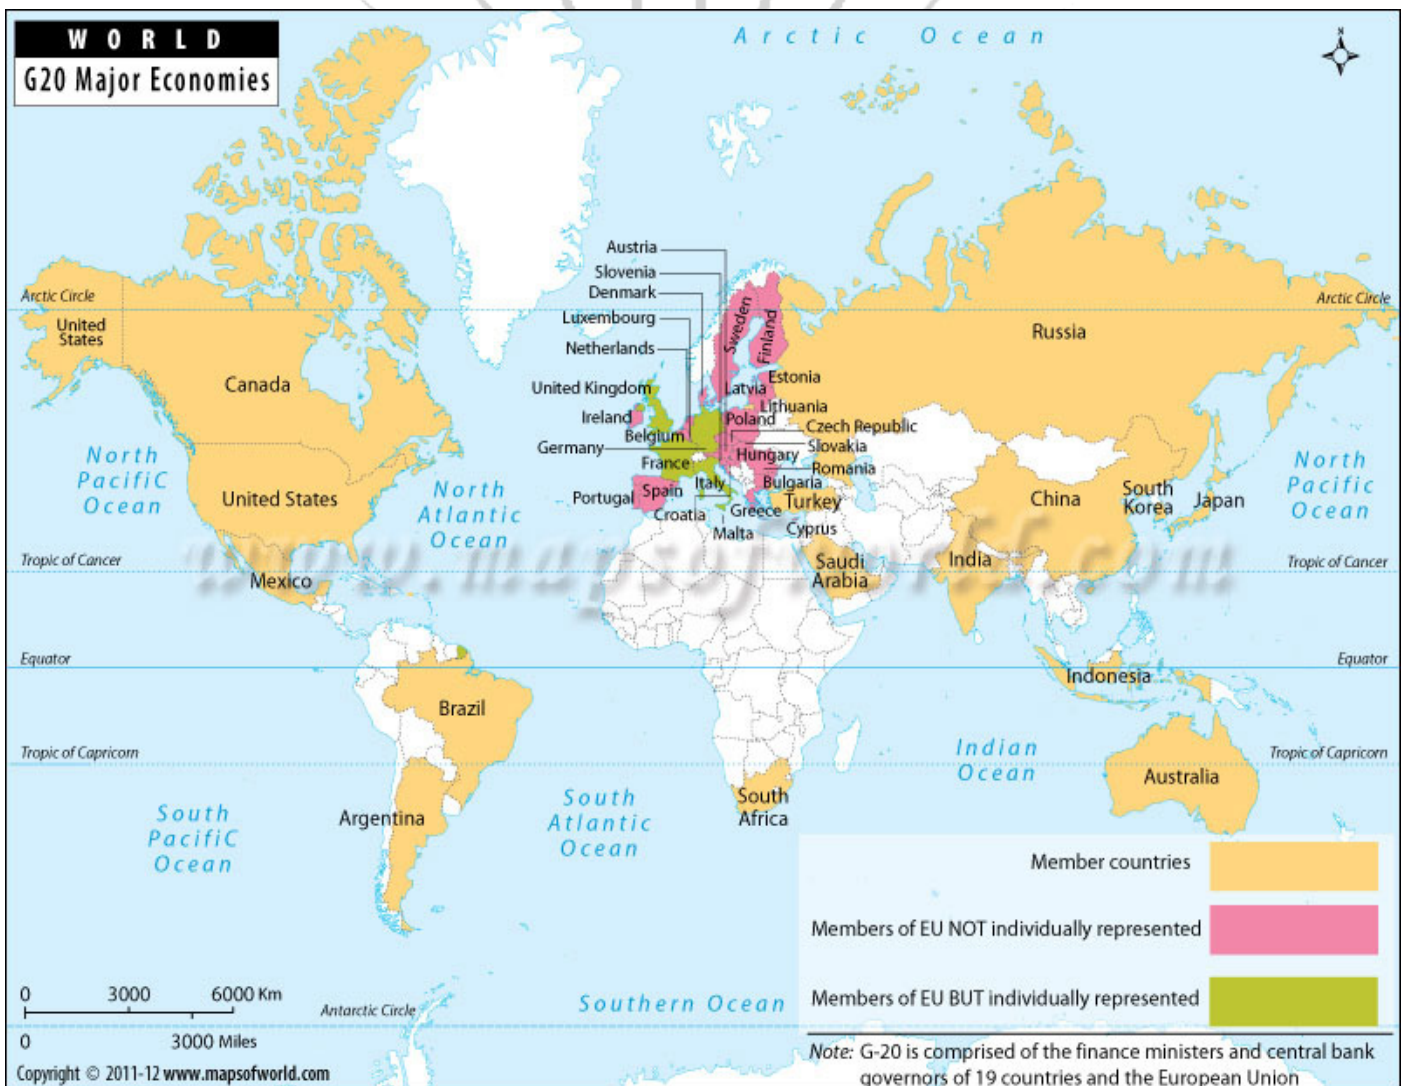 WORLD
G20 Major Economies
Arctic Ocean
N
Arctic Circle
Arctic Circle
United
States
Canada
Russia
Austria
Slovenia
Denmark
Luxembourg
Netherlands
United Kingdom
Ireland
Belgium
Germany
France
Portugal
Spain
Italy
Croatia
Malta
Sweden
Finland
Estonia
Latvia
Lithuania
Poland
Czech Republic
Slovakia
Hungary
Romania
Bulgaria
Greece
Turkey
Cyprus
North
PacifiC
Ocean
United States
North
Atlantic
Ocean
China
South
Korea
Japan
North
Pacific
Ocean
www.mapsofworld.com
Tropic of Cancer
Tropic of Cancer
Mexico
Saudi
Arabia
India
Equator
Equator
Indonesia
Brazil
Tropic of Capricorn
Tropic of Capricorn
Indian
Ocean
Australia
South
PacifiC
Ocean
Argentina
South
Atlantic
Ocean
South
Africa
Member countries
Members of EU NOT individually represented
Members of EU BUT individually represented
0 3000 6000 Km
0 3000 Miles
Antarctic Circle
Southern Ocean
Note: G-20 is comprised of the finance ministers and central bank
governors of 19 countries and the European Union
Copyright © 2011-12 www.mapsofworld.com